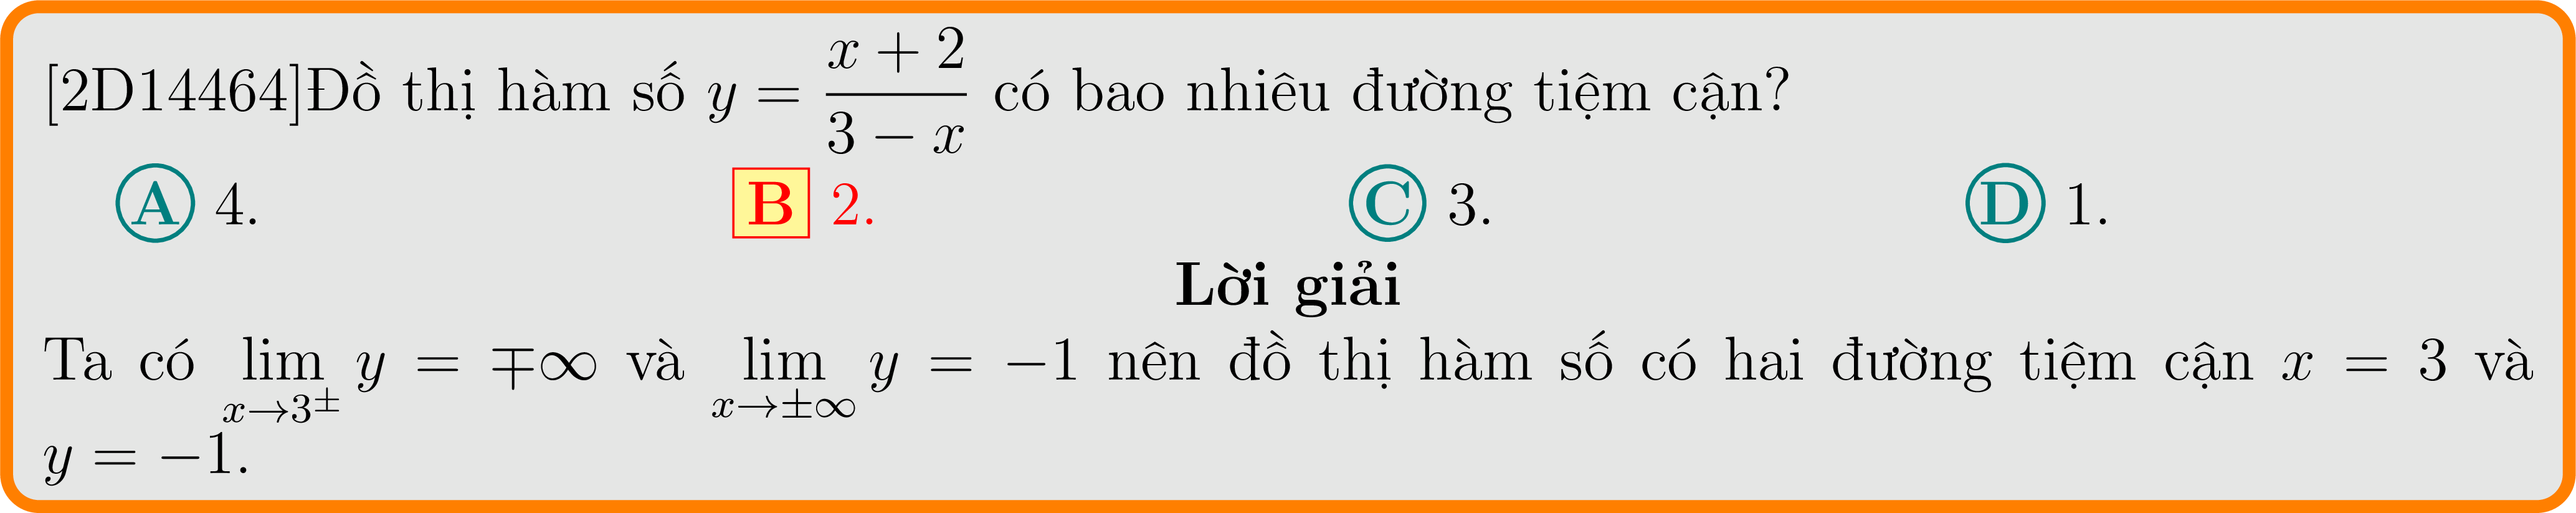 [2D14464]Đồ thị hàm số $y = \dfrac{x+2}{3-x}$ có bao nhiêu đường tiệm cận?
A 4. B 2. C 3. D 1.
Lời giải
Ta có $\lim\limits_{x \to 3^{\pm}} y = \mp\infty$ và $\lim\limits_{x \to \pm\infty} y = -1$ nên đồ thị hàm số có hai đường tiệm cận $x = 3$ và
$y = -1$.